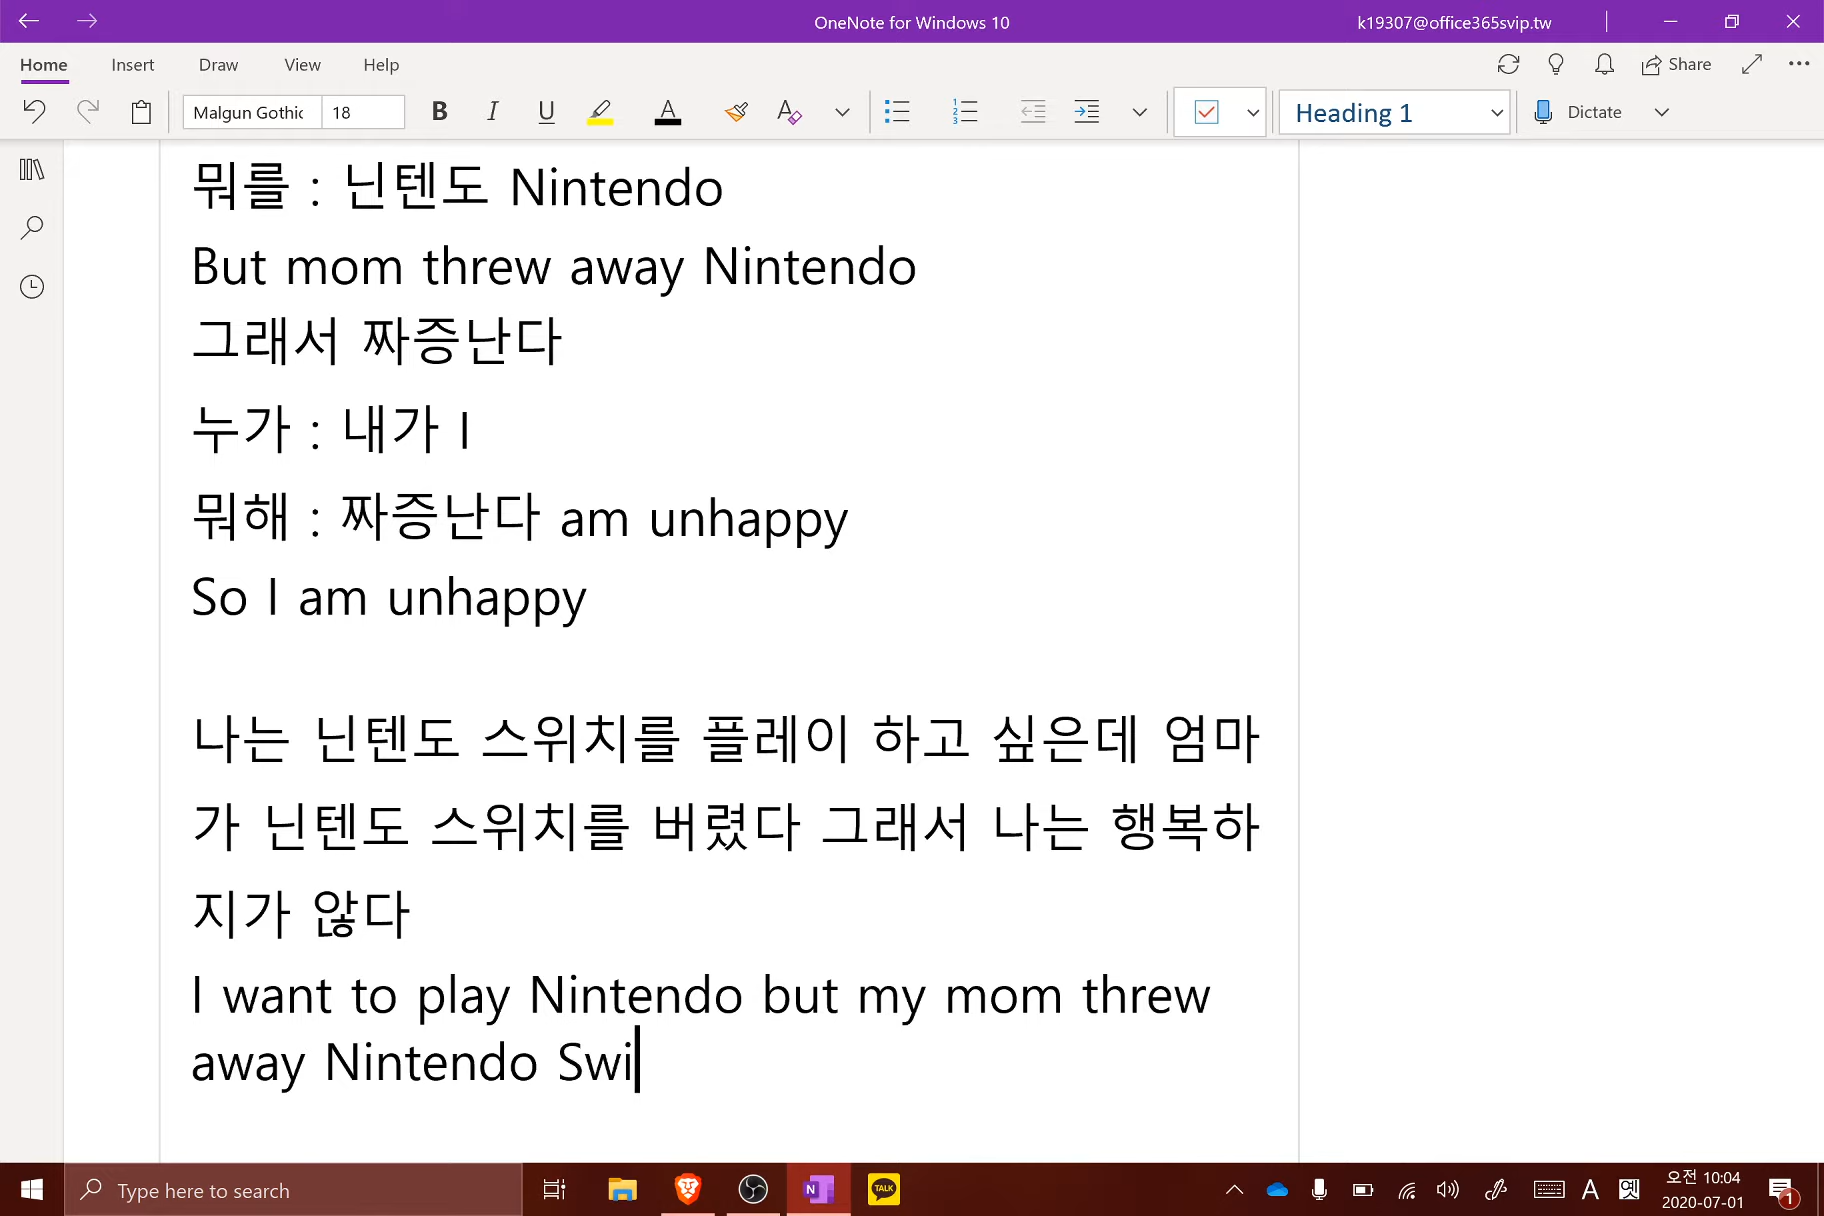 OneNote for Windows 10
k19307@office365svip.tw
Home Insert Draw View Help
Share
Malgun Gothic 18
B I U A A
Heading 1
Dictate
뭐를 : 닌텐도 Nintendo
But mom threw away Nintendo
그래서 짜증난다
누가 : 내가 I
뭐해 : 짜증난다 am unhappy
So I am unhappy
나는 닌텐도 스위치를 플레이 하고 싶은데 엄마
가 닌텐도 스위치를 버렸다 그래서 나는 행복하
지가 않다
I want to play Nintendo but my mom threw
away Nintendo Swi
Type here to search
N
TALK
A
옛
오전 10:04
2020-07-01
1